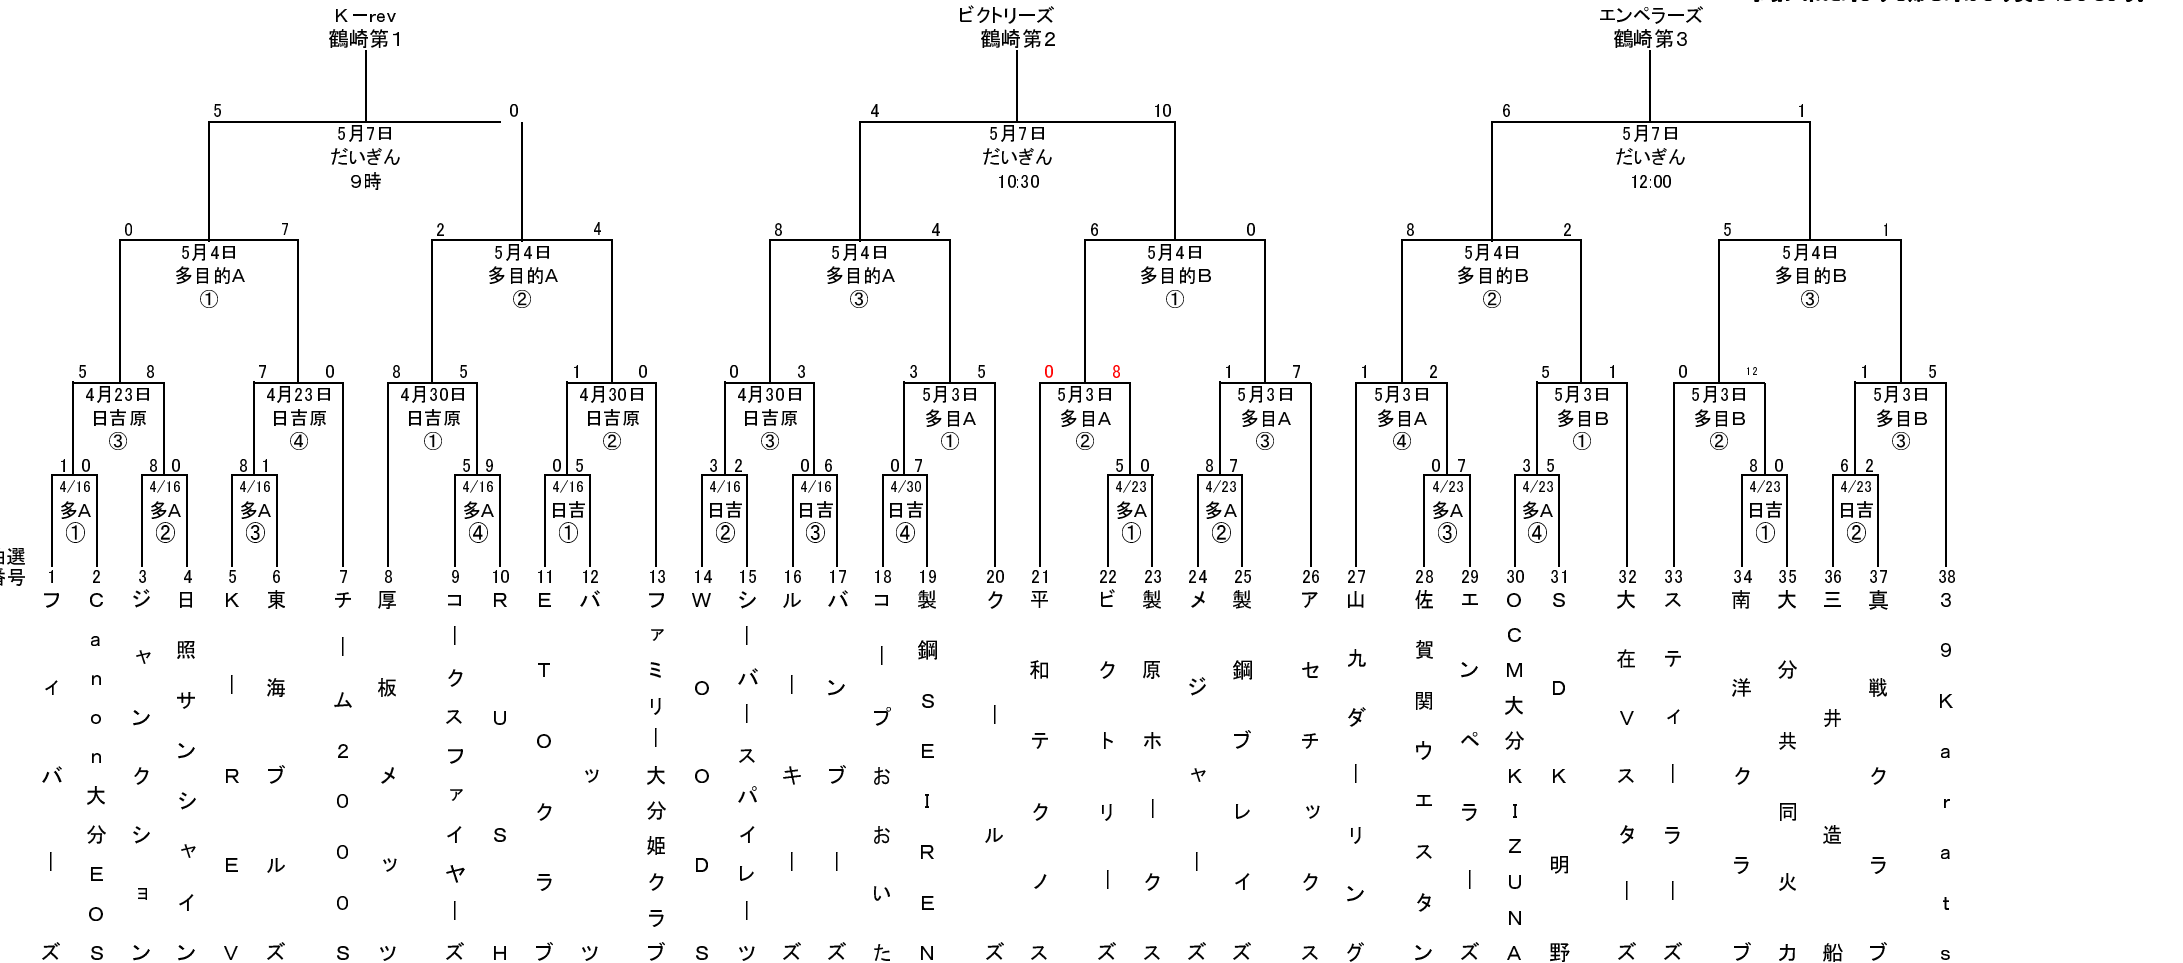 Kーrev
鶴崎第1
ビクトリーズ
鶴崎第2
エンペラーズ
鶴崎第3
5 0
4 10
6 1
5月7日
だいぎん
9時
5月7日
だいぎん
10:30
5月7日
だいぎん
12:00
0 7
2 4
8 4
6 0
8 2
5 1
5月4日
多目的A
①
5月4日
多目的A
②
5月4日
多目的A
③
5月4日
多目的B
①
5月4日
多目的B
②
5月4日
多目的B
③
5 8
7 0
8 5
1 0
0 3
3 5
0 8
1 7
1 2
5 1
0 12
1 5
4月23日
日吉原
③
4月23日
日吉原
④
4月30日
日吉原
①
4月30日
日吉原
②
4月30日
日吉原
③
5月3日
多目A
①
5月3日
多目A
②
5月3日
多目A
③
5月3日
多目A
④
5月3日
多目B
①
5月3日
多目B
②
5月3日
多目B
③
1 0
8 0
8 1
5 9
0 5
3 2
0 6
0 7
5 0
8 7
0 7
3 5
8 0
6 2
4/16
多A
①
4/16
多A
②
4/16
多A
③
4/16
多A
④
4/16
日吉
①
4/16
日吉
②
4/16
日吉
③
4/30
日吉
④
4/23
多A
①
4/23
多A
②
4/23
多A
③
4/23
多A
④
4/23
日吉
①
4/23
日吉
②
選
番号
1
ファイバーズ
2
Canon大分EOS
3
ジャンクション
4
日照サンシャイン
5
KーREV
6
東海ブルズ
7
チーム2000S
8
厚板メッツ
9
コークスファイヤーズ
10
RUSH
11
ETOクラブ
12
バッツ
13
ファミリー大分姫クラブ
14
WOODS
15
シーバースパイレーツ
16
ルーキーズ
17
バンブーズ
18
コープおおいた
19
製鋼SEIREN
20
クールズ
21
平和テクノス
22
ビクトリーズ
23
製原ホークス
24
メジャーズ
25
製鋼ブレイズ
26
アセチックス
27
山九ダーリング
28
佐賀関ウエスタン
29
エンペラーズ
30
OCM大分KIZUNA
31
SDK明野
32
大在Vスターズ
33
スティーラーズ
34
南洋クラブ
35
大分共同火力
36
三井造船
37
真戦クラブ
38
39Karats